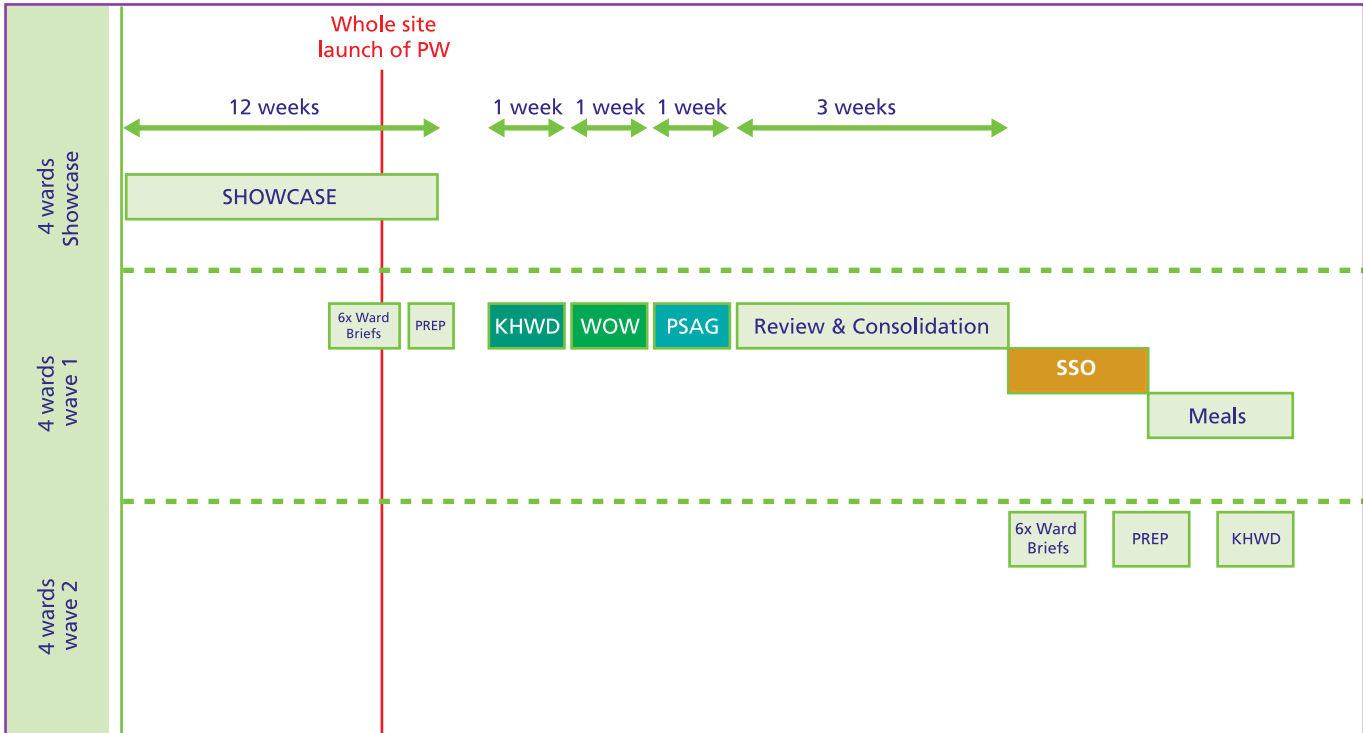 Whole site
launch of PW
12 weeks
1 week
1 week
1 week
3 weeks
4 wards
Showcase
SHOWCASE
4 wards
wave 1
6x Ward
Briefs
PREP
KHWD
WOW
PSAG
Review & Consolidation
SSO
Meals
4 wards
wave 2
6x Ward
Briefs
PREP
KHWD